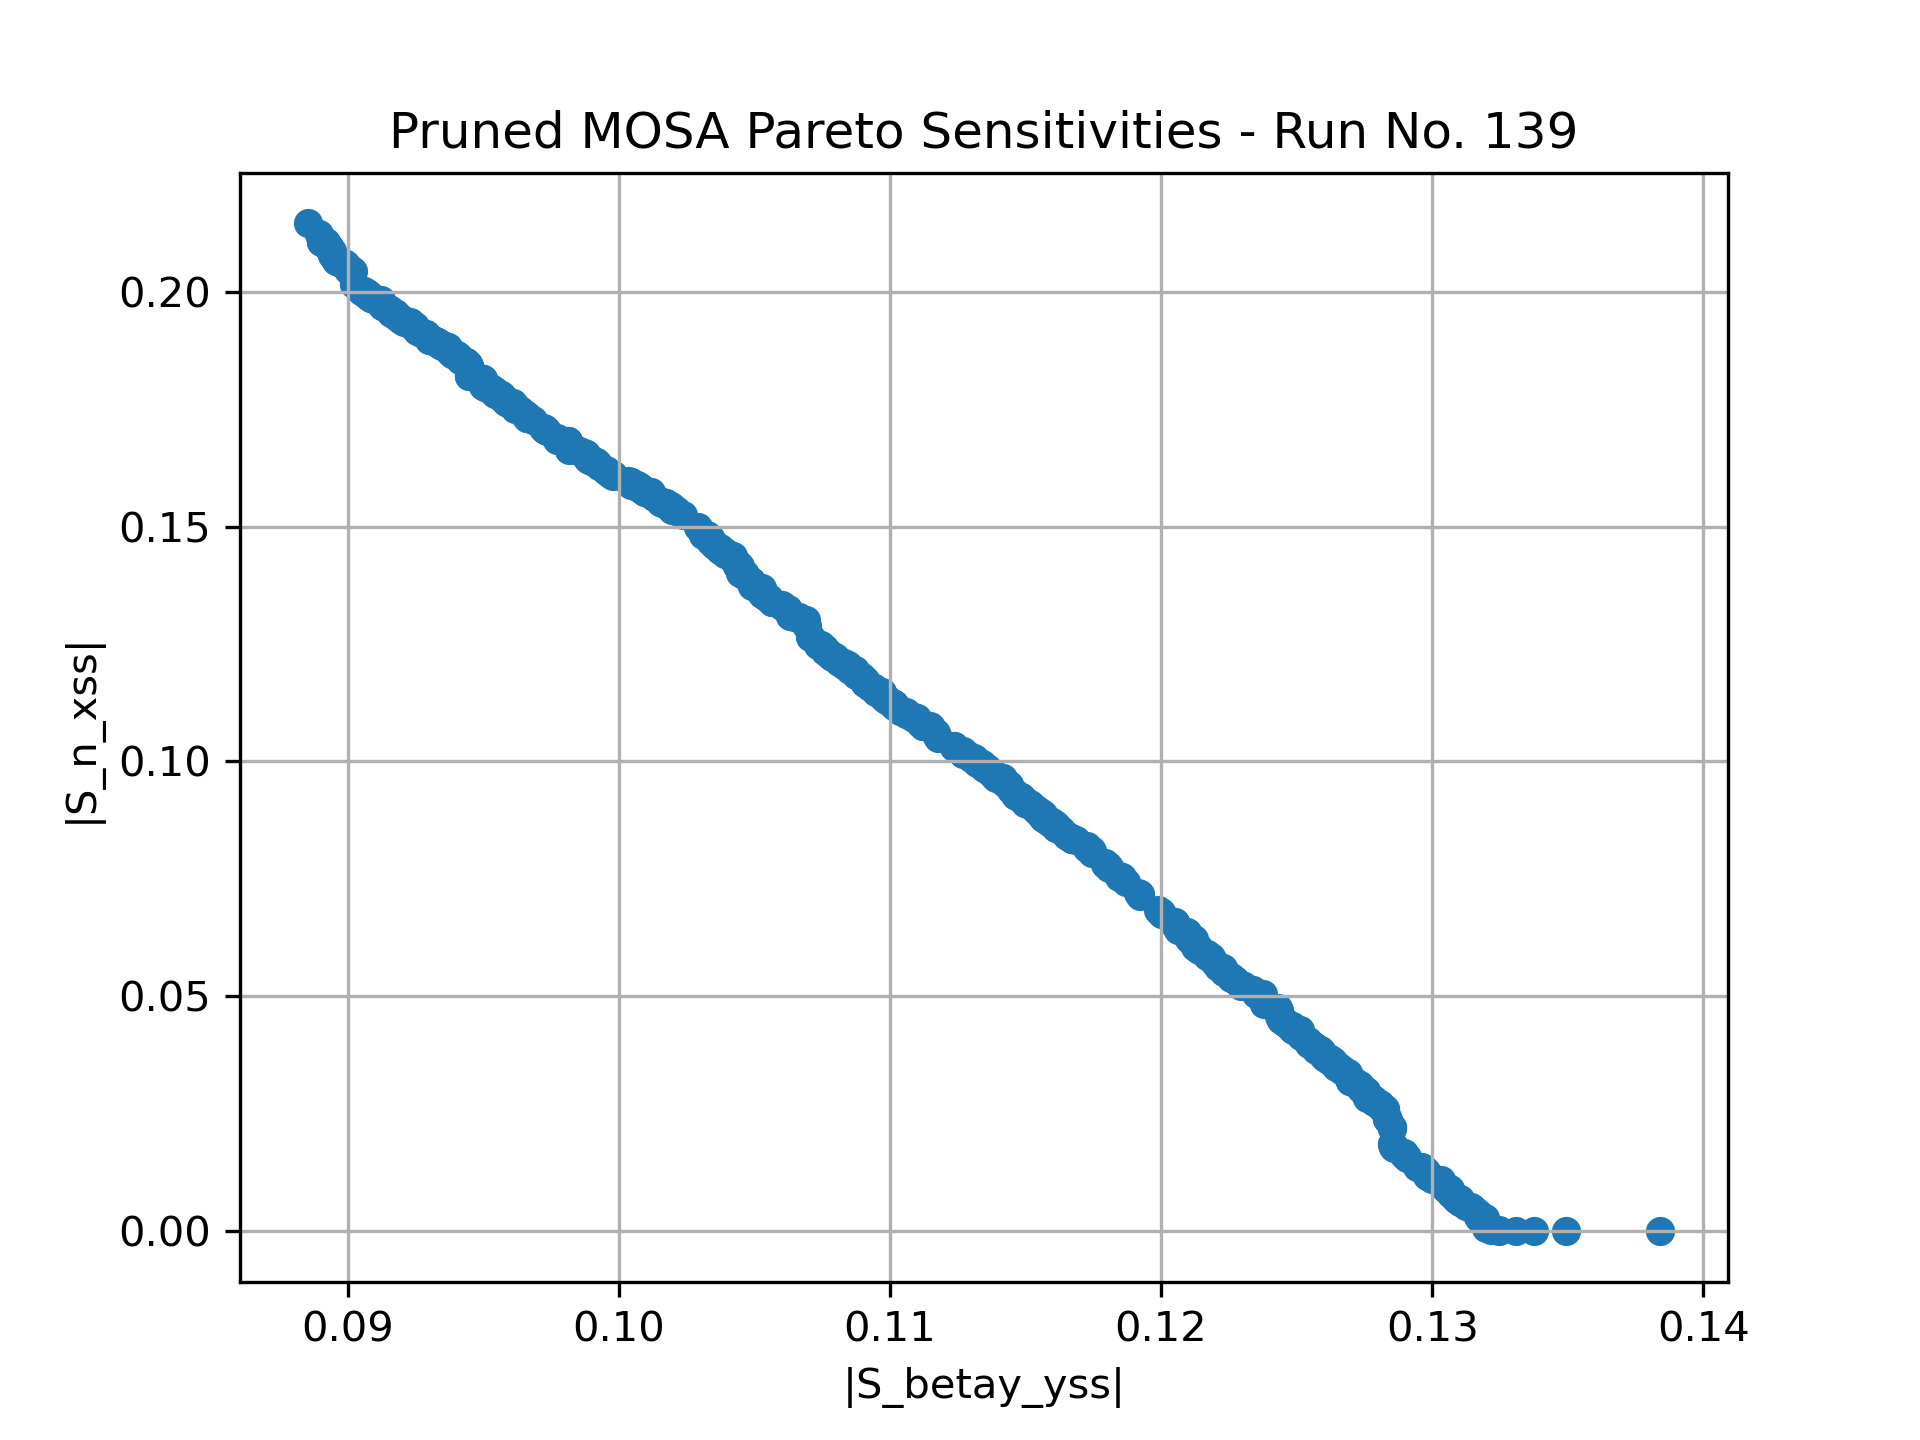 Pruned MOSA Pareto Sensitivities - Run No. 139
|S_n_xss|
0.20
0.15
0.10
0.05
0.00
0.09 0.10 0.11 0.12 0.13 0.14
|S_betay_yss|